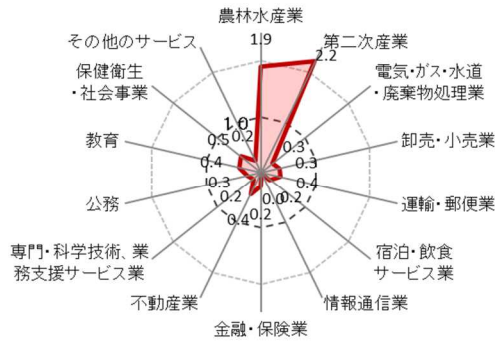 農林水産業
1.9
その他のサービス
第二次産業
2.2
保健衛生
・社会事業
電気・ガス・水道
・廃棄物処理業
1.0
0.2
0.5
0.3
教育
0.4
0.3
卸売・小売業
0.3
0.4
公務
0.2
0.0
0.2
運輸・郵便業
0.4
0.2
専門・科学技術、業
務支援サービス業
宿泊・飲食
サービス業
不動産業
情報通信業
金融・保険業